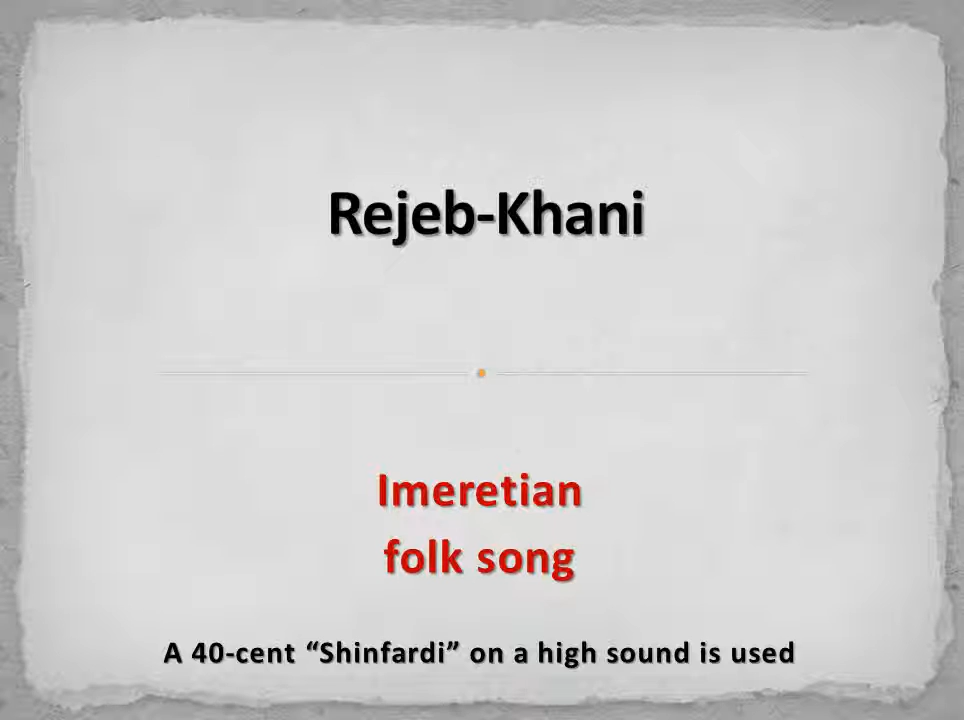 Rejeb-Khani
Imeretian
folk song
A 40-cent “Shinfardi” on a high sound is used